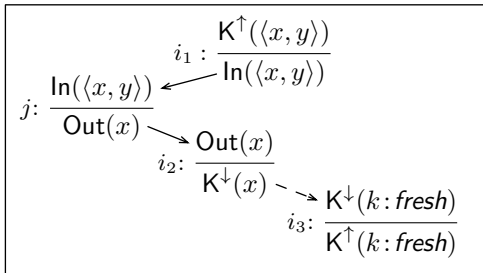 i₁ : K↑(⟨x, y⟩)
In(⟨x, y⟩)
j: In(⟨x, y⟩)
Out(x)
i₂: Out(x)
K↓(x)
i₃: K↓(k : fresh)
K↑(k : fresh)